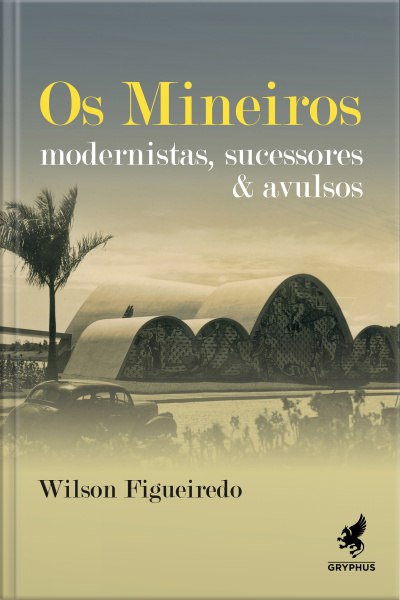 Os Mineiros
modernistas, sucessores
& avulsos
Wilson Figueiredo
GRYPHUS